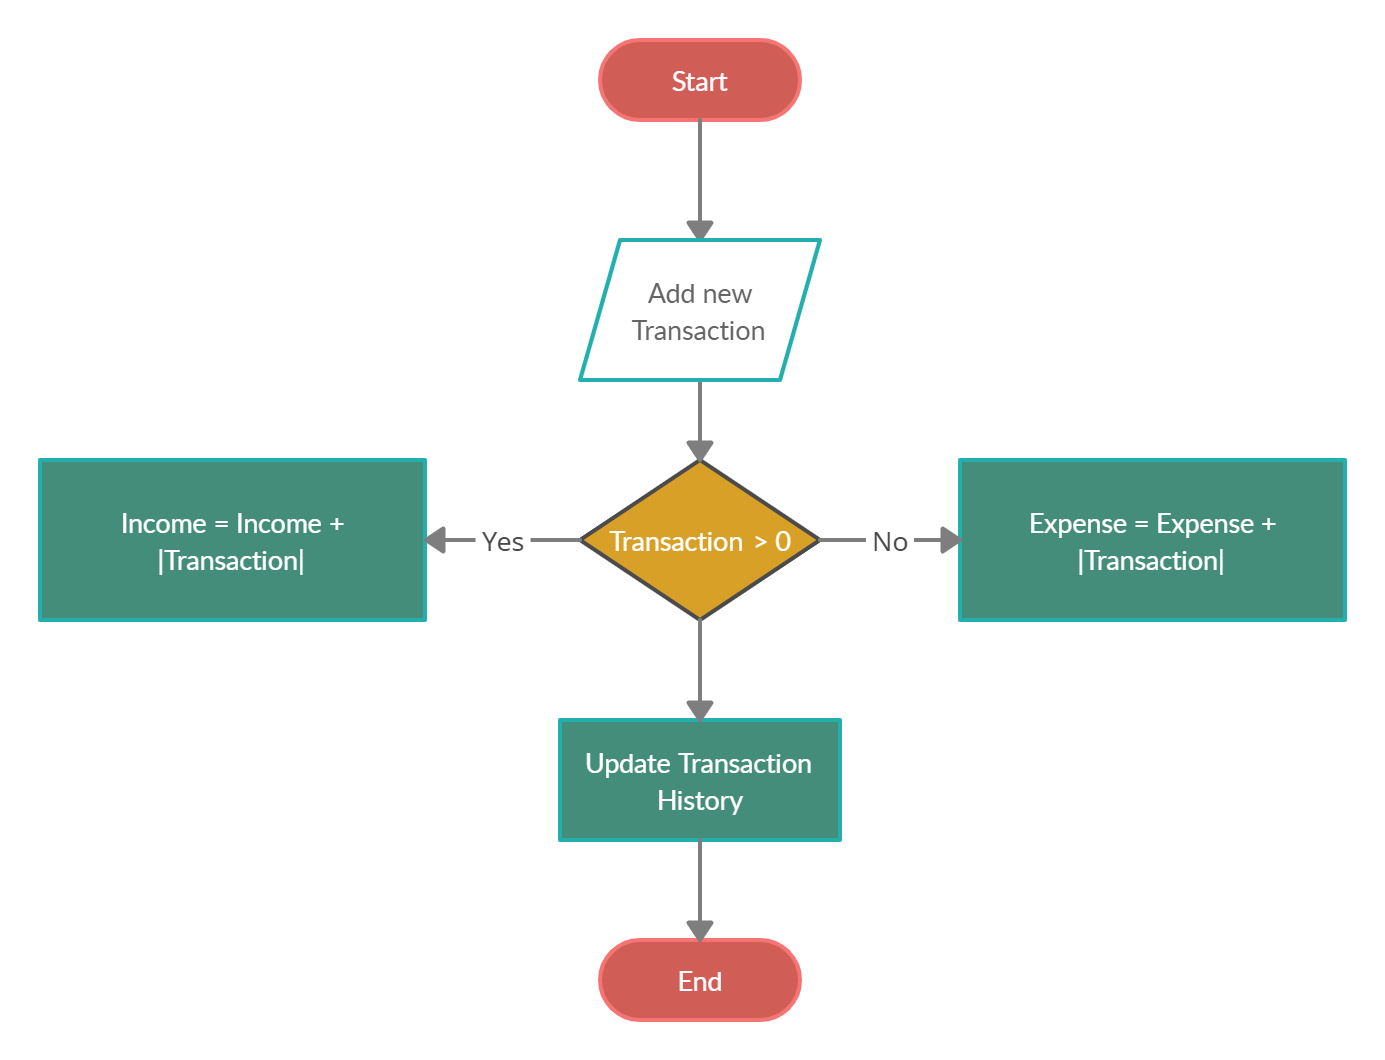 Start
Add new
Transaction
Transaction > 0
Yes
No
Income = Income +
|Transaction|
Expense = Expense +
|Transaction|
Update Transaction
History
End